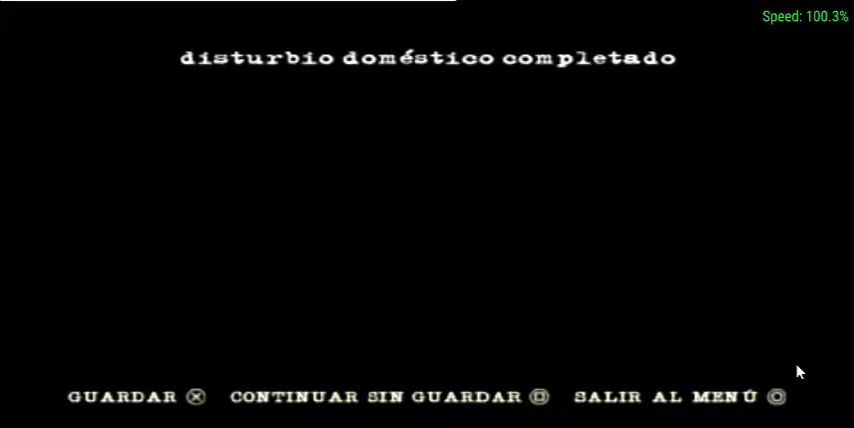 Speed: 100.3%
disturbio doméstico completado
GUARDAR CONTINUAR SIN GUARDAR SALIR AL MENÚ